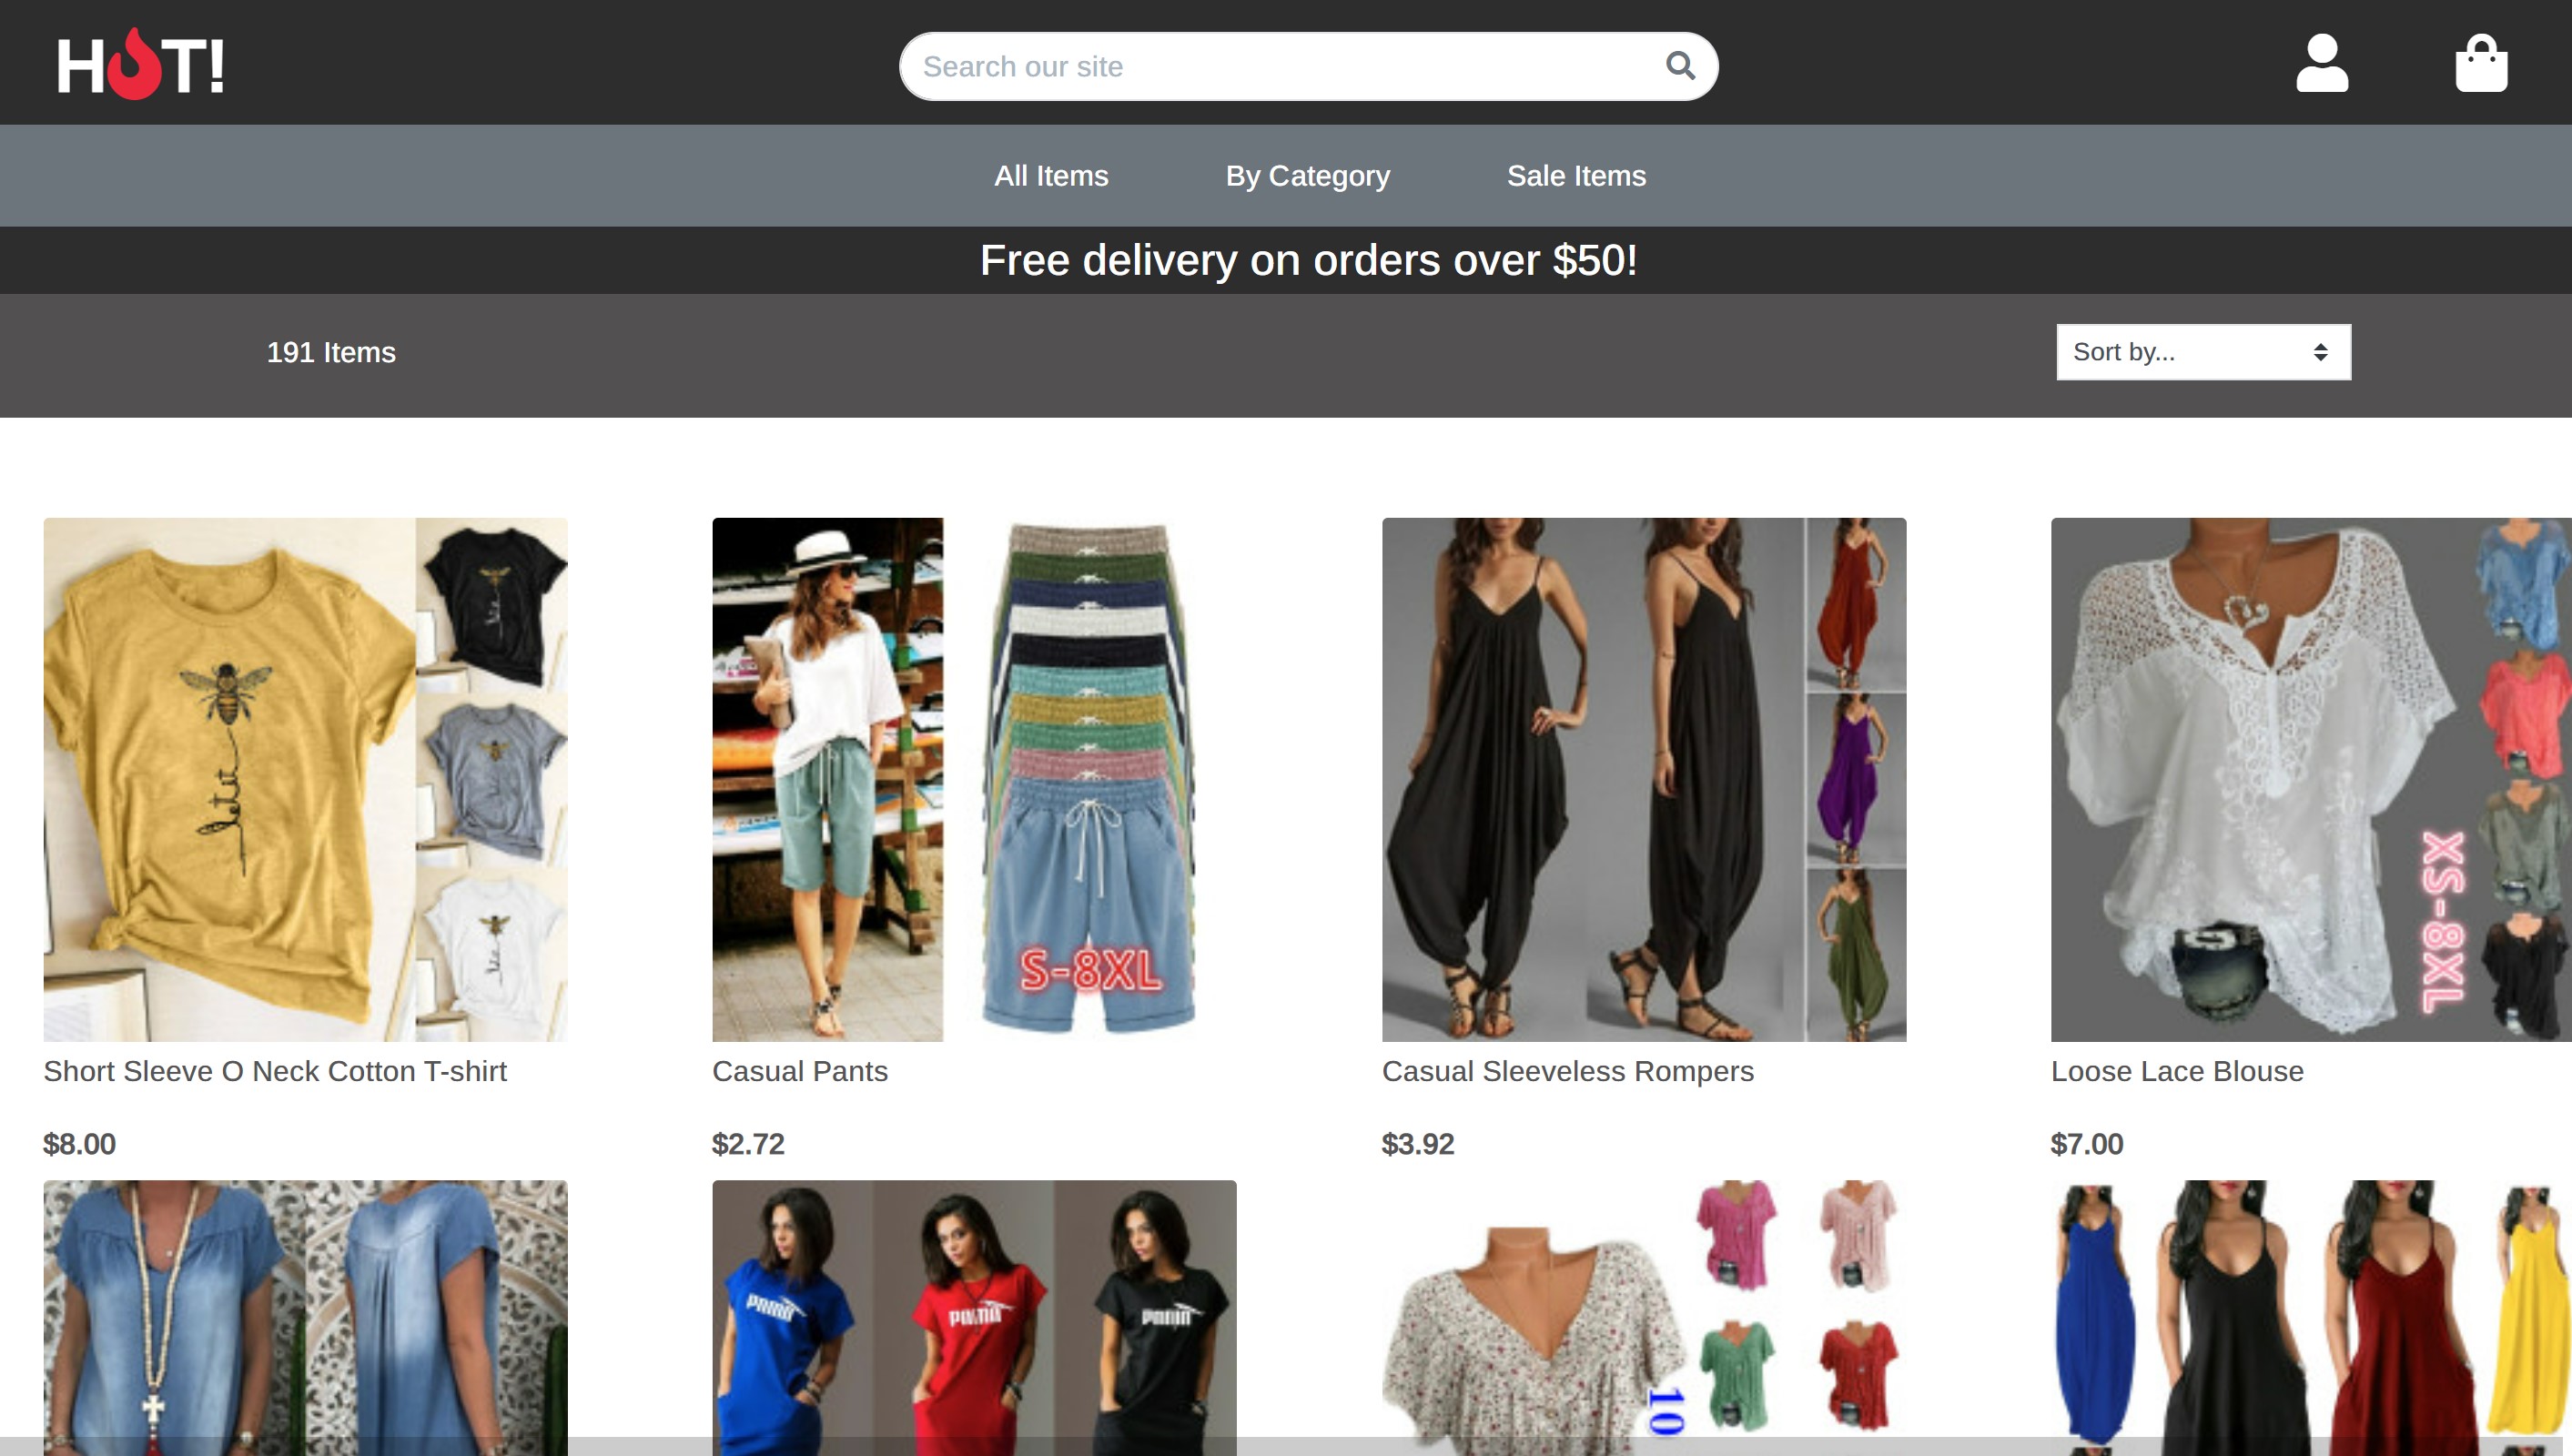 HOT!
Search our site
All Items
By Category
Sale Items
Free delivery on orders over $50!
191 Items
Sort by...
S-8XL
XS-8XL
Short Sleeve O Neck Cotton T-shirt
Casual Pants
Casual Sleeveless Rompers
Loose Lace Blouse
$8.00
$2.72
$3.92
$7.00
10